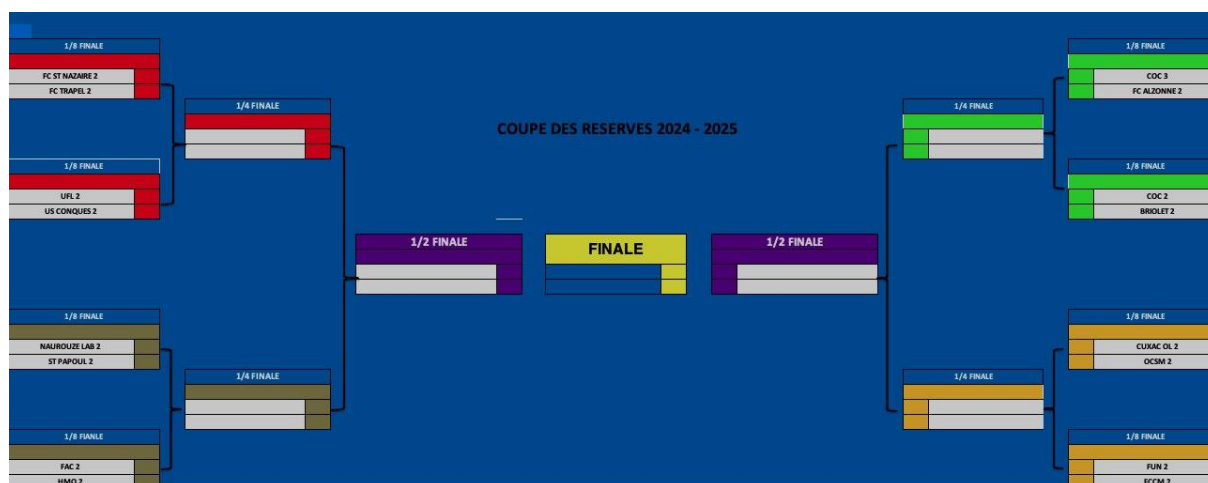 1/8 FINALE
FC ST NAZAIRE 2
FC TRAPEL 2
1/8 FINALE
UFL 2
US CONQUES 2
1/8 FINALE
NAUROUZE LAB 2
ST PAPOUL 2
1/8 FIANLE
FAC 2
HMO 2
1/4 FINALE
1/4 FINALE
1/2 FINALE
COUPE DES RESERVES 2024 - 2025
FINALE
1/2 FINALE
1/4 FINALE
1/4 FINALE
1/8 FINALE
COC 3
FC ALZONNE 2
1/8 FINALE
COC 2
BRIOLET 2
1/8 FINALE
CUXAC OL 2
OCSM 2
1/8 FINALE
FUN 2
FCCM 2